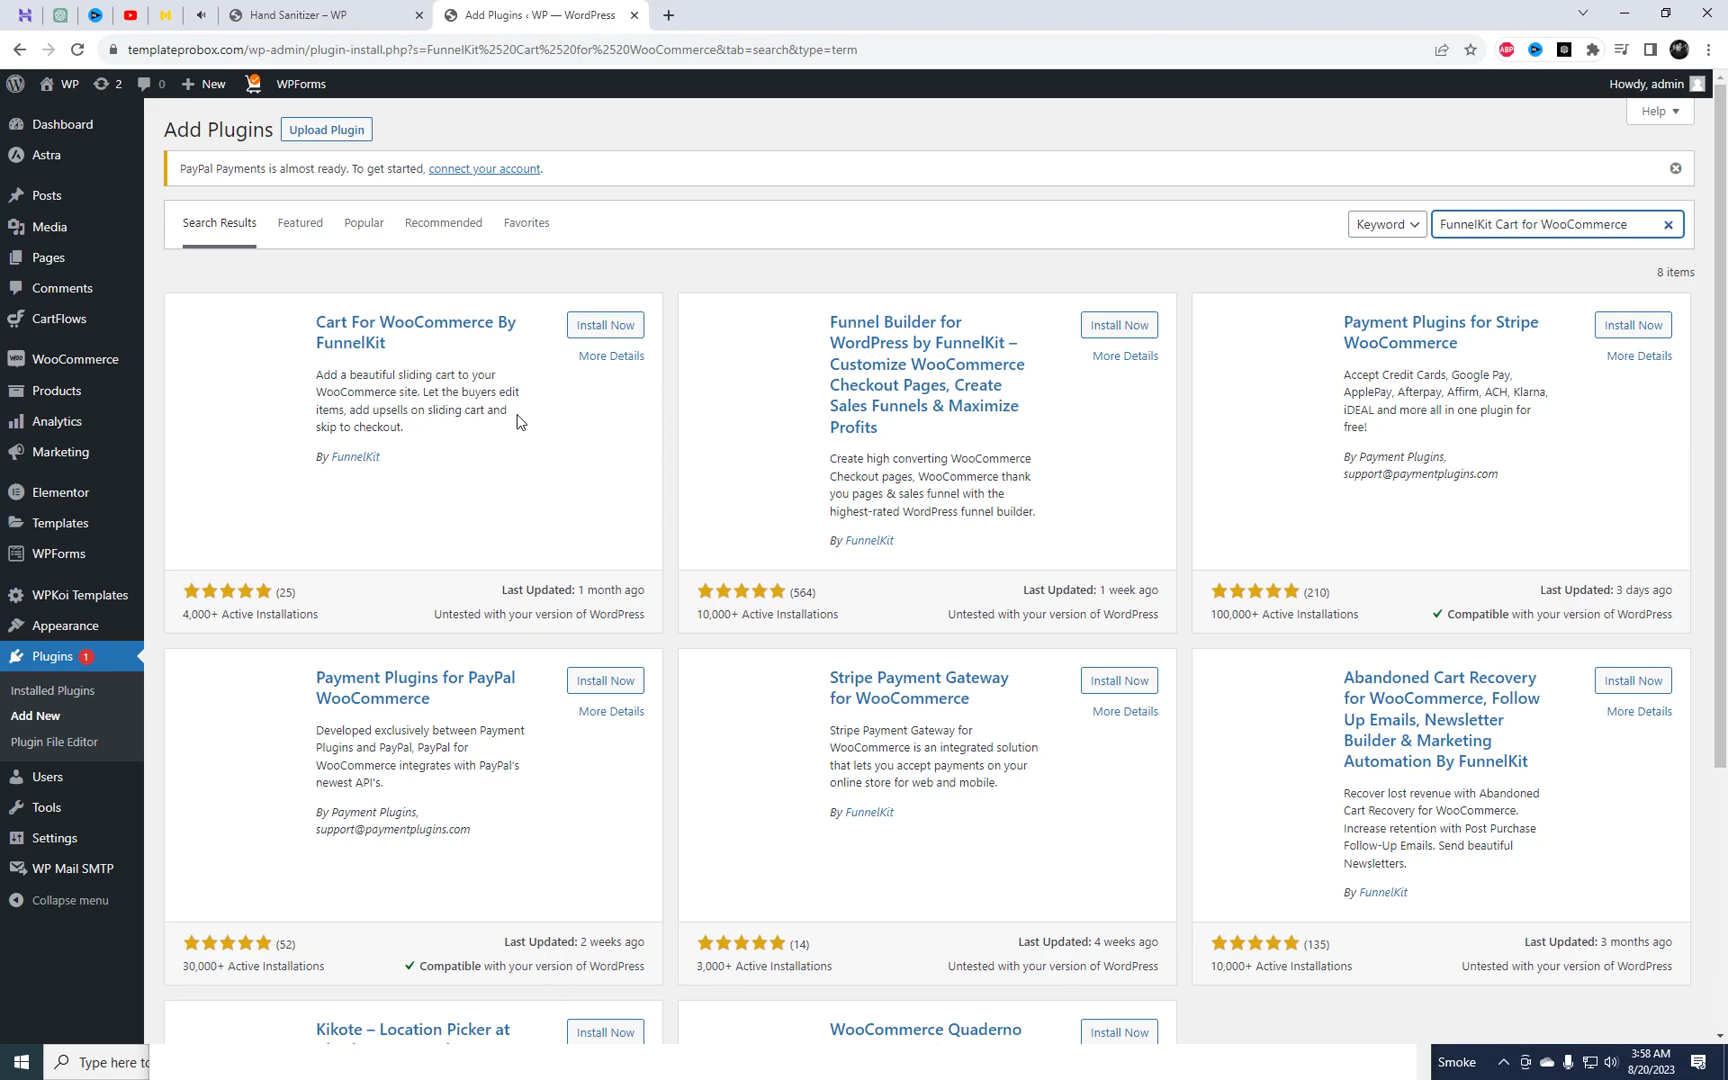 Hand Sanitizer – WP
Add Plugins ‹ WP — WordPress
templateprobox.com/wp-admin/plugin-install.php?s=FunnelKit%2520Cart%2520for%2520WooCommerce&tab=search&type=term
ABP
WP
2
0
New
WPForms
Howdy, admin
Dashboard
Astra
Posts
Media
Pages
Comments
CartFlows
WooCommerce
Products
Analytics
Marketing
Elementor
Templates
WPForms
WPKoi Templates
Appearance
Plugins 1
Installed Plugins
Add New
Plugin File Editor
Users
Tools
Settings
WP Mail SMTP
Collapse menu
Help
Add Plugins
Upload Plugin
PayPal Payments is almost ready. To get started, connect your account.
Search Results
Featured
Popular
Recommended
Favorites
Keyword
FunnelKit Cart for WooCommerce
8 items
Cart For WooCommerce By
FunnelKit
Install Now
More Details
Add a beautiful sliding cart to your
WooCommerce site. Let the buyers edit
items, add upsells on sliding cart and
skip to checkout.
By FunnelKit
(25)
4,000+ Active Installations
Last Updated: 1 month ago
Untested with your version of WordPress
Funnel Builder for
WordPress by FunnelKit –
Customize WooCommerce
Checkout Pages, Create
Sales Funnels & Maximize
Profits
Install Now
More Details
Create high converting WooCommerce
Checkout pages, WooCommerce thank
you pages & sales funnel with the
highest-rated WordPress funnel builder.
By FunnelKit
(564)
10,000+ Active Installations
Last Updated: 1 week ago
Untested with your version of WordPress
Payment Plugins for Stripe
WooCommerce
Install Now
More Details
Accept Credit Cards, Google Pay,
ApplePay, Afterpay, Affirm, ACH, Klarna,
iDEAL and more all in one plugin for
free!
By Payment Plugins,
support@paymentplugins.com
(210)
100,000+ Active Installations
Last Updated: 3 days ago
Compatible with your version of WordPress
Payment Plugins for PayPal
WooCommerce
Install Now
More Details
Developed exclusively between Payment
Plugins and PayPal, PayPal for
WooCommerce integrates with PayPal's
newest API's.
By Payment Plugins,
support@paymentplugins.com
(52)
30,000+ Active Installations
Last Updated: 2 weeks ago
Compatible with your version of WordPress
Stripe Payment Gateway
for WooCommerce
Install Now
More Details
Stripe Payment Gateway for
WooCommerce is an integrated solution
that lets you accept payments on your
online store for web and mobile.
By FunnelKit
(14)
3,000+ Active Installations
Last Updated: 4 weeks ago
Untested with your version of WordPress
Abandoned Cart Recovery
for WooCommerce, Follow
Up Emails, Newsletter
Builder & Marketing
Automation By FunnelKit
Install Now
More Details
Recover lost revenue with Abandoned
Cart Recovery for WooCommerce.
Increase retention with Post Purchase
Follow-Up Emails. Send beautiful
Newsletters.
By FunnelKit
(135)
10,000+ Active Installations
Last Updated: 3 months ago
Untested with your version of WordPress
Kikote – Location Picker at
Install Now
WooCommerce Quaderno
Install Now
Type here to
Smoke
3:58 AM
8/20/2023